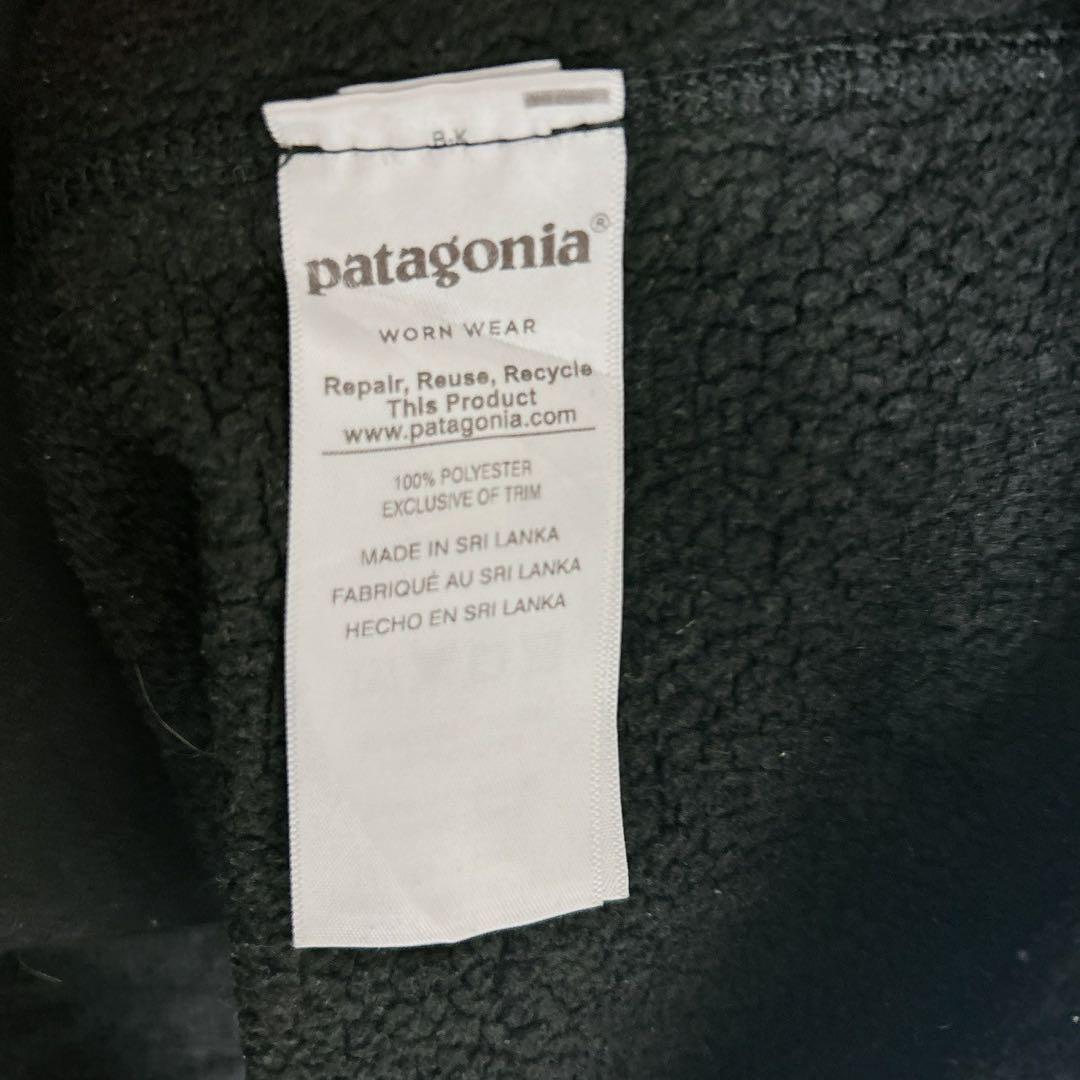 patagonia®
WORN WEAR
Repair, Reuse, Recycle
This Product
www.patagonia.com
100% POLYESTER
EXCLUSIVE OF TRIM
MADE IN SRI LANKA
FABRIQUÉ AU SRI LANKA
HECHO EN SRI LANKA